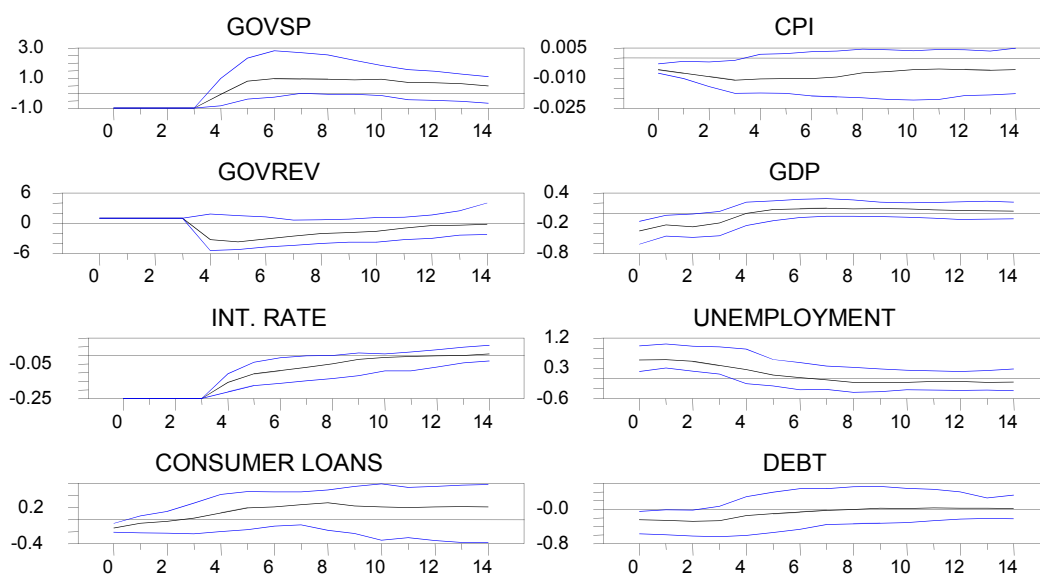 GOVSP
3.0
1.0
-1.0
0 2 4 6 8 10 12 14
CPI
0.005
-0.010
-0.025
0 2 4 6 8 10 12 14
GOVREV
6
0
-6
0 2 4 6 8 10 12 14
GDP
0.4
-0.2
-0.8
0 2 4 6 8 10 12 14
INT. RATE
-0.05
-0.25
0 2 4 6 8 10 12 14
UNEMPLOYMENT
1.2
0.3
-0.6
0 2 4 6 8 10 12 14
CONSUMER LOANS
0.2
-0.4
0 2 4 6 8 10 12 14
DEBT
-0.0
-0.8
0 2 4 6 8 10 12 14